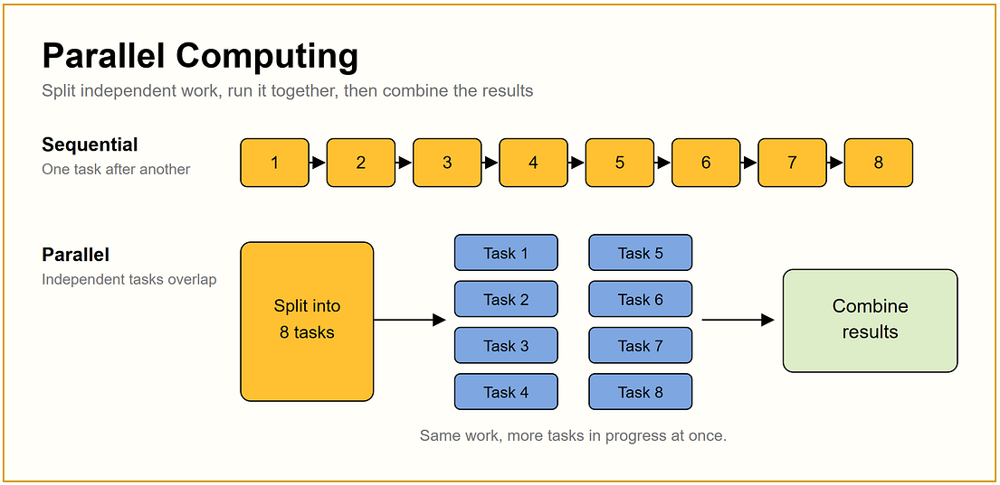 Parallel Computing
Split independent work, run it together, then combine the results
Sequential
One task after another
1
2
3
4
5
6
7
8
Parallel
Independent tasks overlap
Split into
8 tasks
Task 1
Task 2
Task 3
Task 4
Task 5
Task 6
Task 7
Task 8
Combine
results
Same work, more tasks in progress at once.